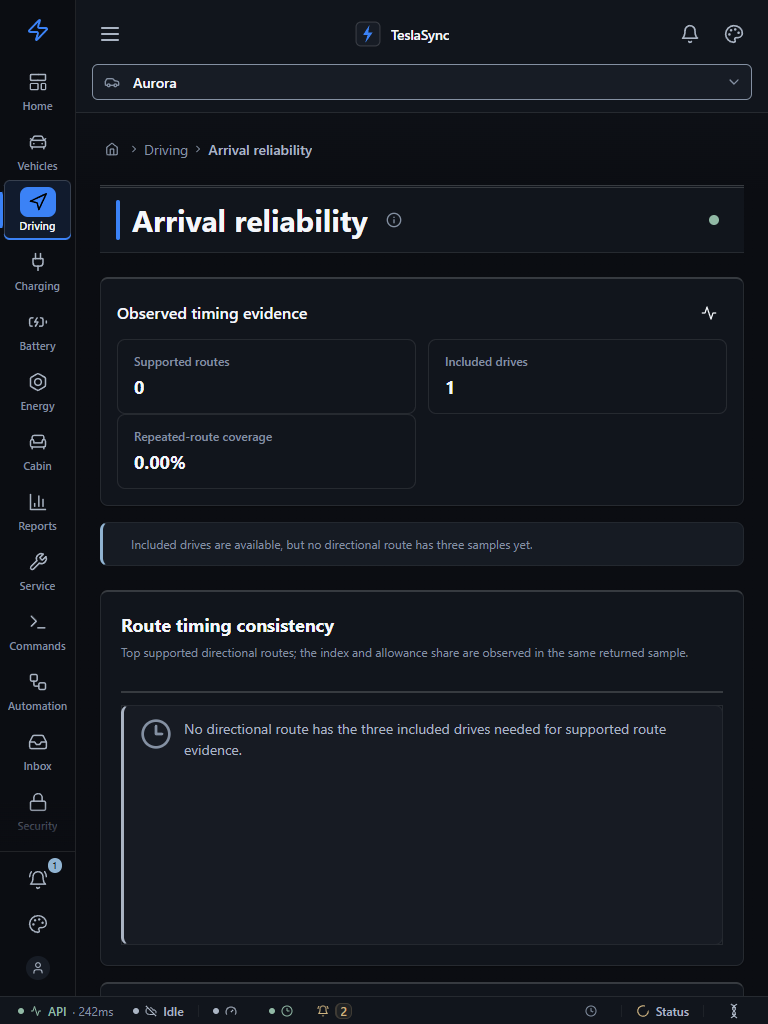 TeslaSync
Aurora
Home
Vehicles
Driving
Charging
Battery
Energy
Cabin
Reports
Service
Commands
Automation
Inbox
Security
1
Driving > Arrival reliability
Arrival reliability
Observed timing evidence
Supported routes
0
Included drives
1
Repeated-route coverage
0.00%
Included drives are available, but no directional route has three samples yet.
Route timing consistency
Top supported directional routes; the index and allowance share are observed in the same returned sample.
No directional route has the three included drives needed for supported route
evidence.
API · 242ms
Idle
2
Status